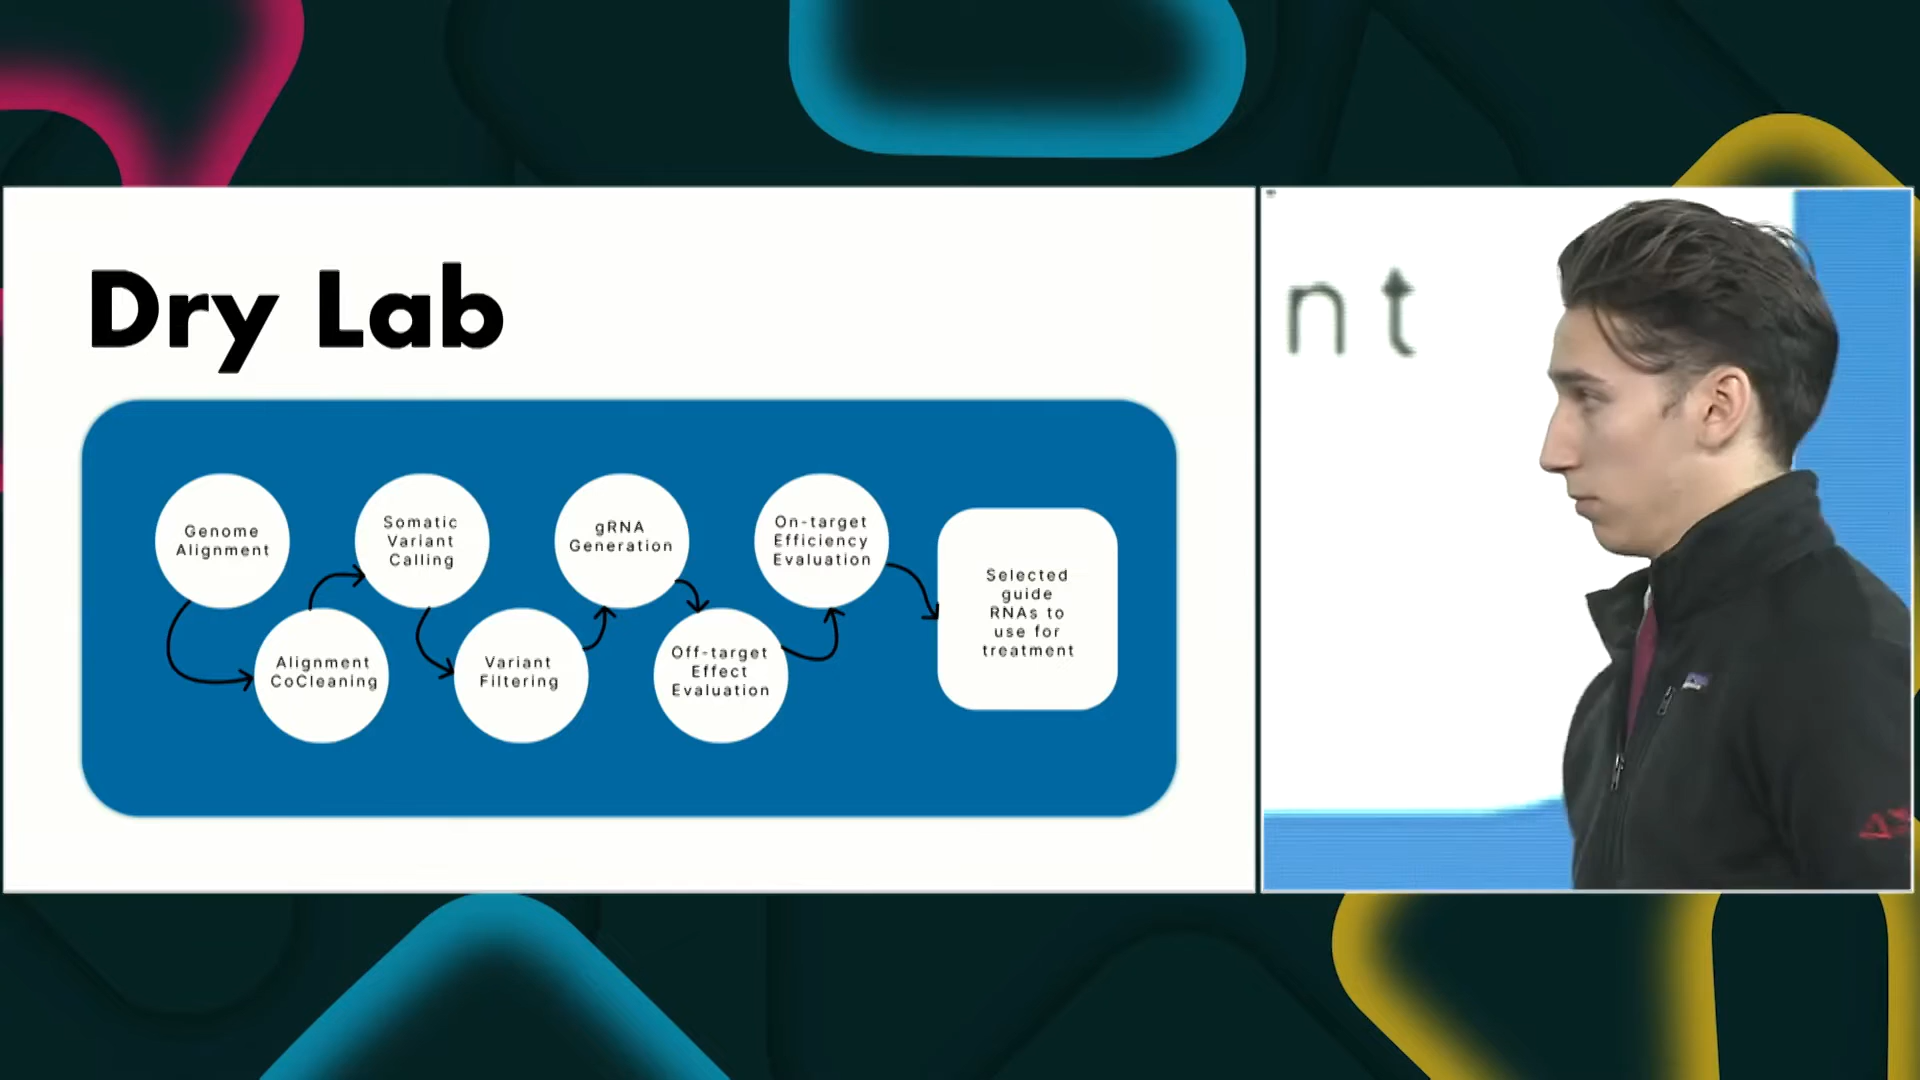 Dry Lab
Genome
Alignment
Alignment
CoCleaning
Somatic
Variant
Calling
Variant
Filtering
gRNA
Generation
Off-target
Effect
Evaluation
On-target
Efficiency
Evaluation
Selected
guide
RNAs to
use for
treatment
nt